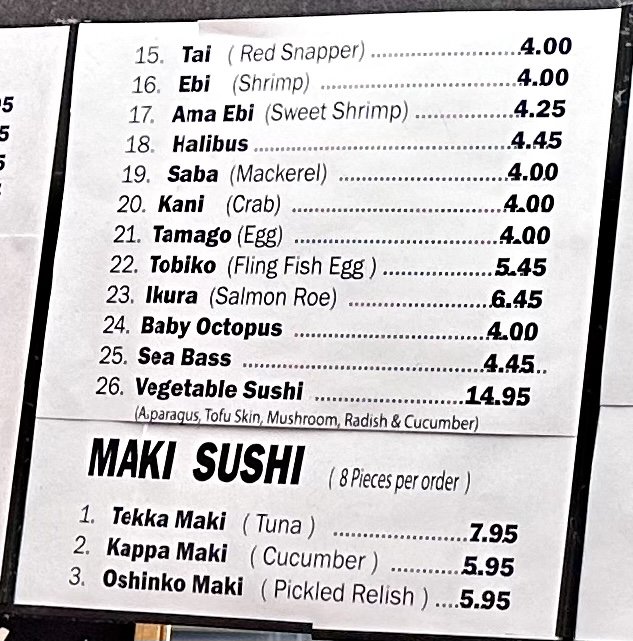 15. Tai ( Red Snapper) ........................4.00
16. Ebi (Shrimp) ................................4.00
17. Ama Ebi (Sweet Shrimp) ................4.25
18. Halibus ..........................................4.45
19. Saba (Mackerel) ...........................4.00
20. Kani (Crab) ...................................4.00
21. Tamago (Egg) .................................4.00
22. Tobiko (Fling Fish Egg ) ..................5.45
23. Ikura (Salmon Roe) .......................6.45
24. Baby Octopus ...............................4.00
25. Sea Bass .......................................4.45..
26. Vegetable Sushi ........................14.95
(A.paragus, Tofu Skin, Mushroom, Radish & Cucumber)
MAKI SUSHI ( 8 Pieces per order )
1. Tekka Maki ( Tuna ) ......................7.95
2. Kappa Maki ( Cucumber ) ...........5.95
3. Oshinko Maki ( Pickled Relish ) ....5.95
5
5
5